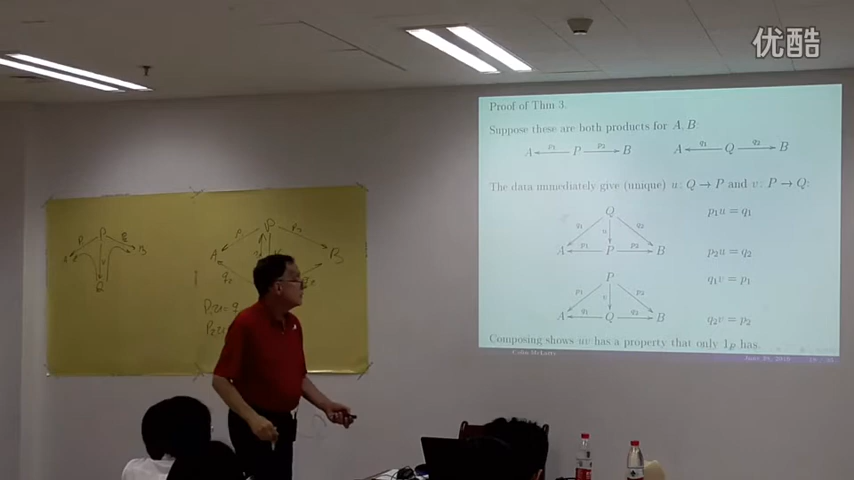 优酷
Proof of Thm 3.
Suppose these are both products for A, B:
A p₁ P p₂ B A q₁ Q q₂ B
The data immediately give (unique) u: Q → P and v: P → Q:
Q
q₁ u q₂ p₁u = q₁
A p₁ P p₂ B p₂u = q₂
P
p₁ v p₂ q₁v = p₁
A q₁ Q q₂ B q₂v = p₂
Composing shows uv has a property that only 1_P has.
Colin McLarty
P
A B
Q
P
A B
q₂